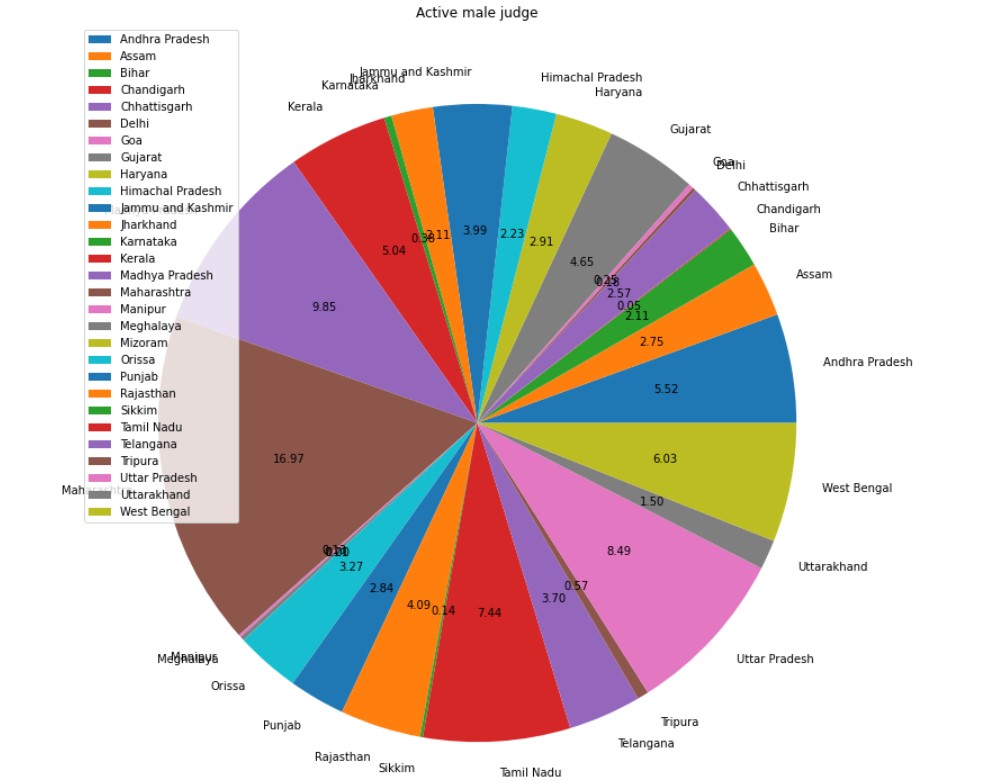 Active male judge
Andhra Pradesh
Assam
Bihar
Chandigarh
Chhattisgarh
Delhi
Goa
Gujarat
Haryana
Himachal Pradesh
Jammu and Kashmir
Jharkhand
Karnataka
Kerala
Madhya Pradesh
Maharashtra
Manipur
Meghalaya
Mizoram
Orissa
Punjab
Rajasthan
Sikkim
Tamil Nadu
Telangana
Tripura
Uttar Pradesh
Uttarakhand
West Bengal
Jammu and Kashmir
Jharkhand
Karnataka
Kerala
Himachal Pradesh
Haryana
Gujarat
Goa
Delhi
Chhattisgarh
Chandigarh
Bihar
Assam
Andhra Pradesh
West Bengal
Uttarakhand
Uttar Pradesh
Tripura
Telangana
Tamil Nadu
Sikkim
Rajasthan
Punjab
Orissa
Meghalaya
Manipur
3.99
2.11
2.23
2.91
5.04
4.65
0.25
0.18
2.57
0.05
2.11
2.75
5.52
9.85
16.97
3.27
2.84
4.09
0.14
7.44
3.70
0.57
8.49
1.50
6.03